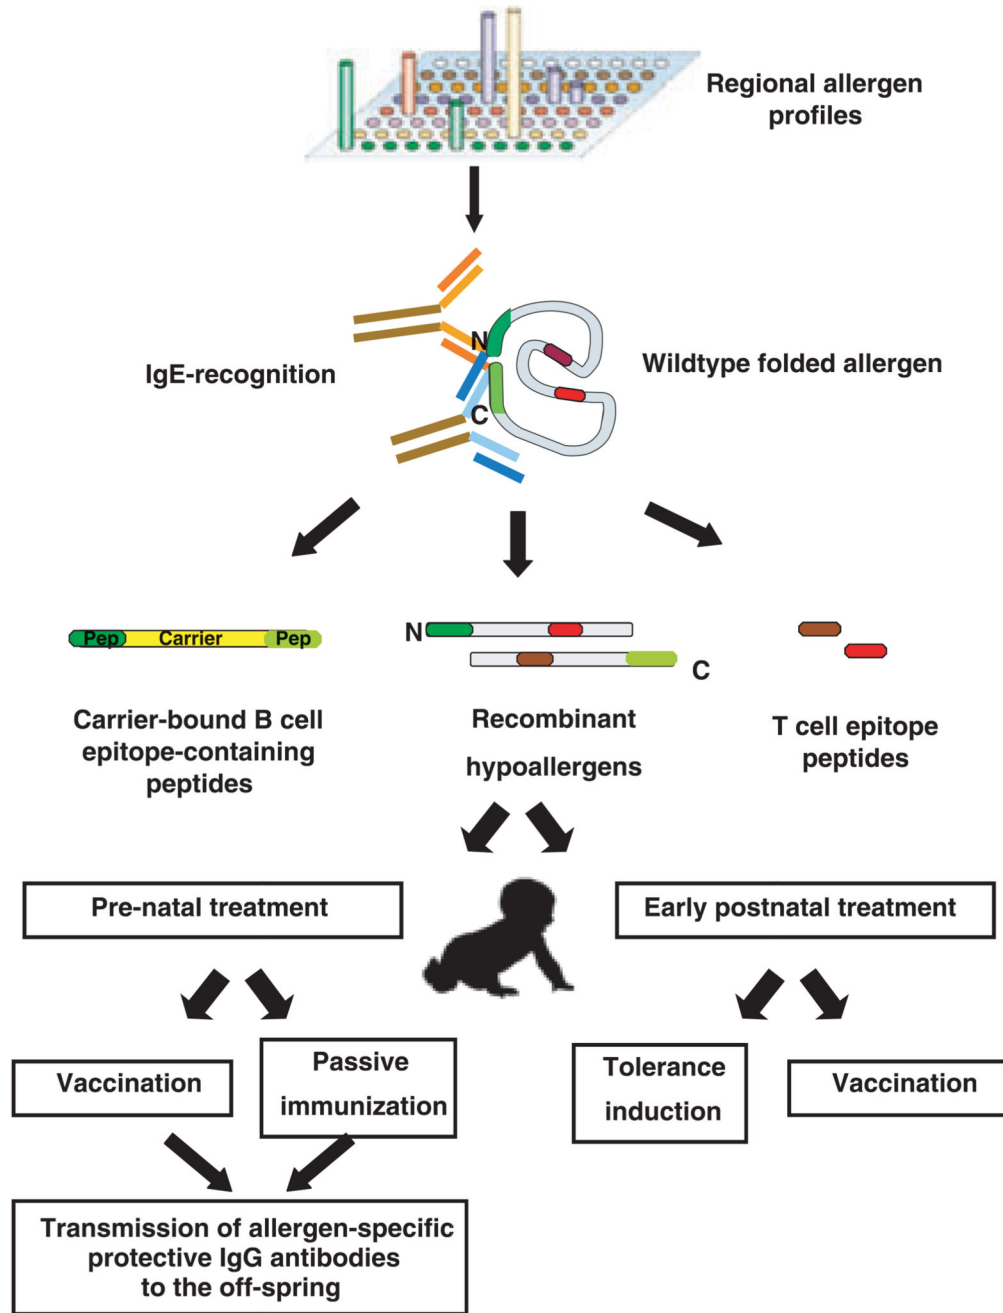 Regional allergen
profiles
N
IgE-recognition
Wildtype folded allergen
C
Pep Carrier Pep
N
C
Carrier-bound B cell
epitope-containing
peptides
Recombinant
hypoallergens
T cell epitope
peptides
Pre-natal treatment
Early postnatal treatment
Vaccination
Passive
immunization
Tolerance
induction
Vaccination
Transmission of allergen-specific
protective IgG antibodies
to the off-spring